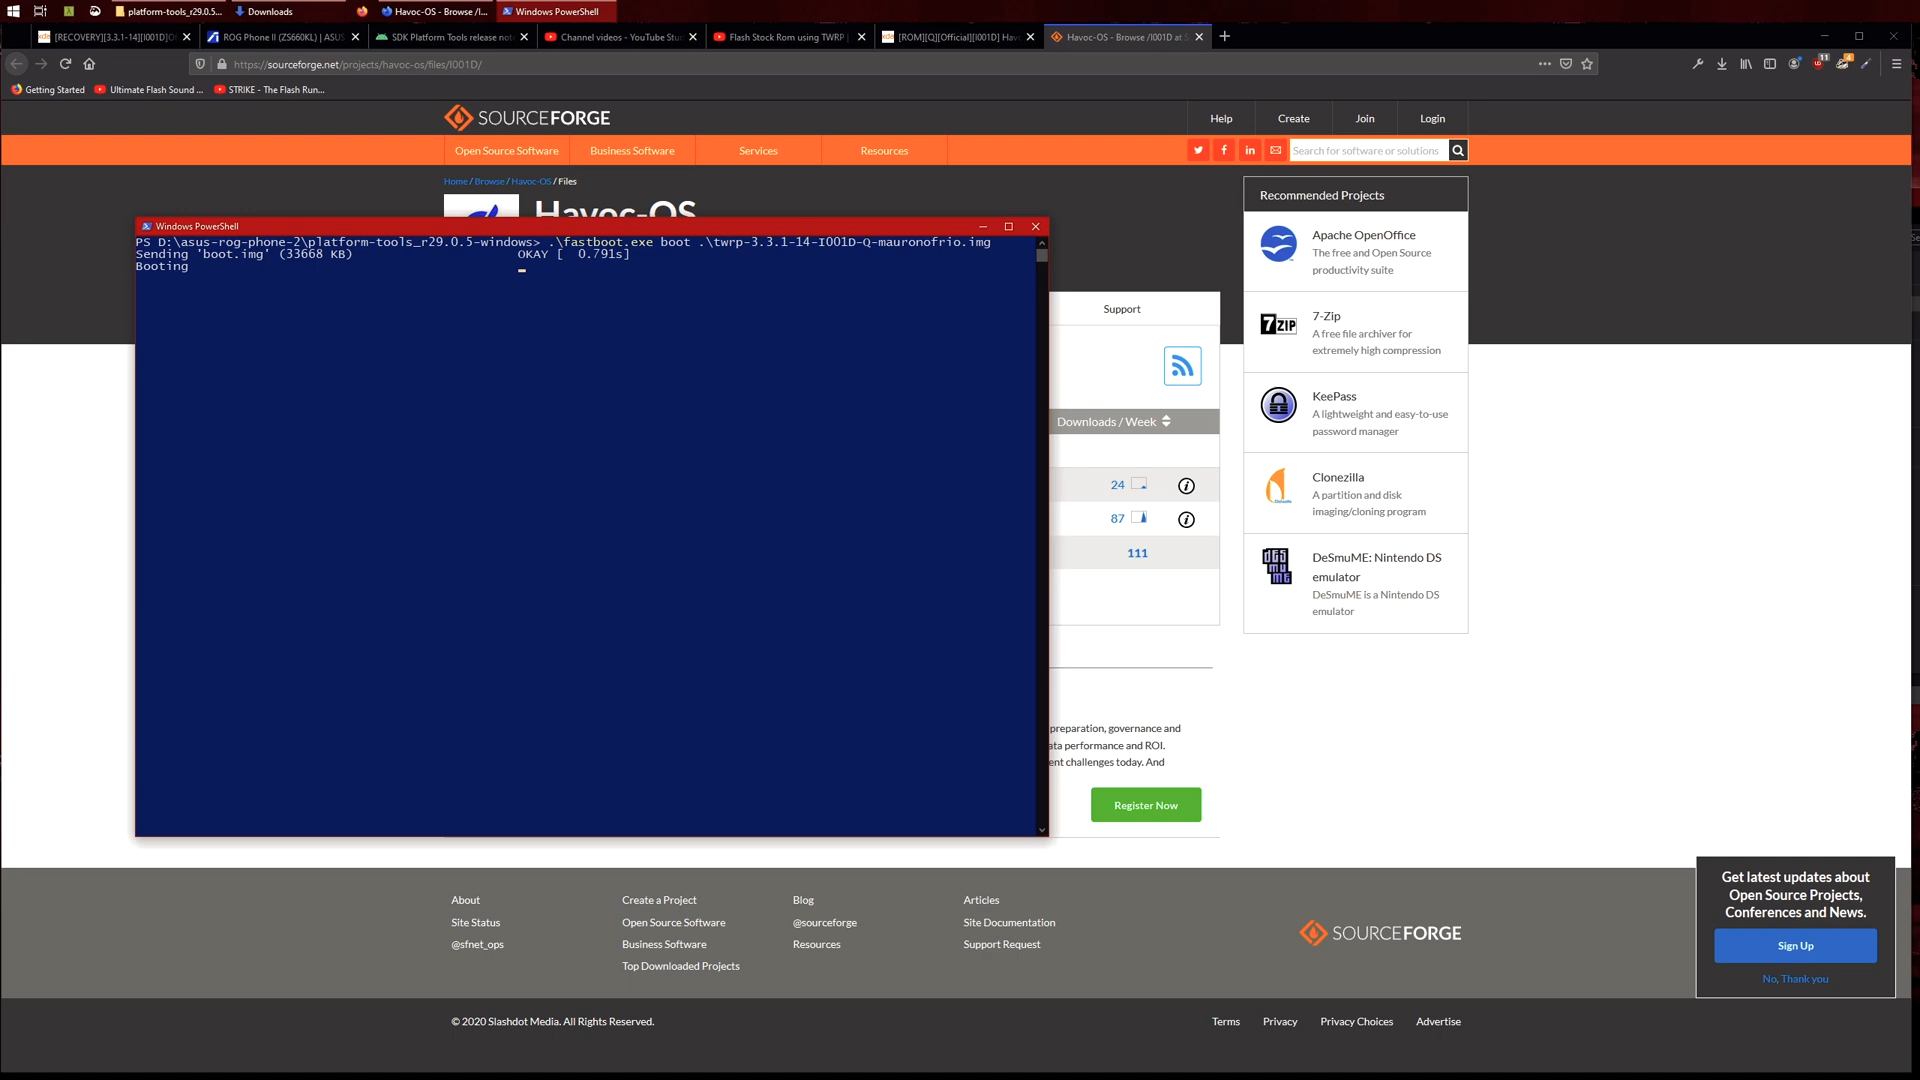 platform-tools_r29.0.5...
Downloads
Havoc-OS - Browse /I...
Windows PowerShell
[RECOVERY][3.3.1-14][I001D]O
ROG Phone II (ZS660KL) | ASUS
SDK Platform Tools release not
Channel videos - YouTube Stu
Flash Stock Rom using TWRP |
[ROM][Q][Official][I001D] Hav
Havoc-OS - Browse /I001D at S
https://sourceforge.net/projects/havoc-os/files/I001D/
11
4
Getting Started
Ultimate Flash Sound ...
STRIKE - The Flash Run...
SOURCEFORGE
Help
Create
Join
Login
Open Source Software
Business Software
Services
Resources
Search for software or solutions
Home / Browse / Havoc-OS / Files
Havoc-OS
Windows PowerShell
PS D:\asus-rog-phone-2\platform-tools_r29.0.5-windows> .\fastboot.exe boot .\twrp-3.3.1-14-I001D-Q-mauronofrio.img
Sending 'boot.img' (33668 KB) OKAY [ 0.791s]
Booting
Support
Downloads / Week
24
87
111
preparation, governance and
ata performance and ROI.
ent challenges today. And
Register Now
Recommended Projects
Apache OpenOffice
The free and Open Source
productivity suite
7ZIP
7-Zip
A free file archiver for
extremely high compression
KeePass
A lightweight and easy-to-use
password manager
Clonezilla
A partition and disk
imaging/cloning program
DeSmuME: Nintendo DS
emulator
DeSmuME is a Nintendo DS
emulator
Get latest updates about
Open Source Projects,
Conferences and News.
Sign Up
No, Thank you
About
Site Status
@sfnet_ops
Create a Project
Open Source Software
Business Software
Top Downloaded Projects
Blog
@sourceforge
Resources
Articles
Site Documentation
Support Request
SOURCEFORGE
© 2020 Slashdot Media. All Rights Reserved.
Terms
Privacy
Privacy Choices
Advertise